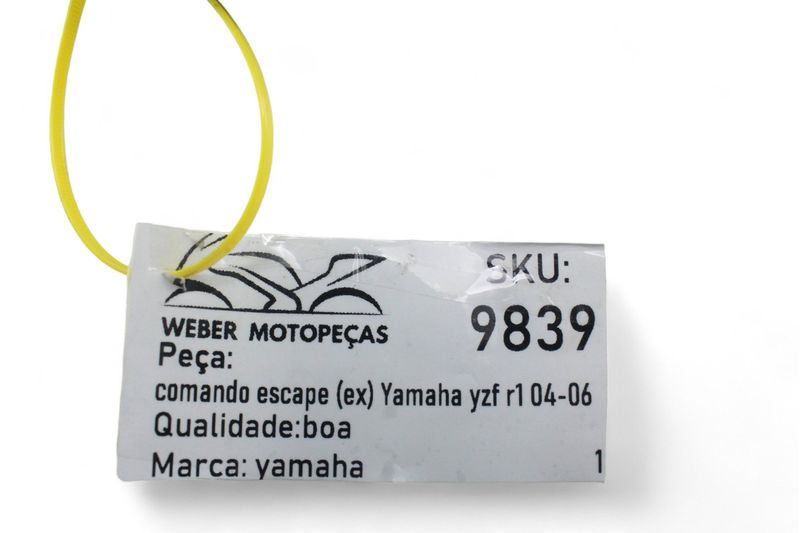 SKU:
9839
WEBER MOTOPEÇAS
Peça:
comando escape (ex) Yamaha yzf r1 04-06
Qualidade:boa
Marca: yamaha 1